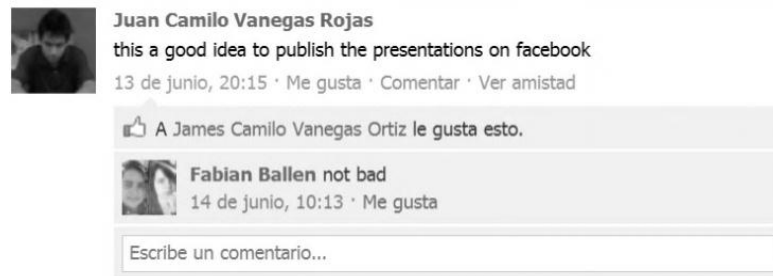 Juan Camilo Vanegas Rojas
this a good idea to publish the presentations on facebook
13 de junio, 20:15 · Me gusta · Comentar · Ver amistad
A James Camilo Vanegas Ortiz le gusta esto.
Fabian Ballen not bad
14 de junio, 10:13 · Me gusta
Escribe un comentario...